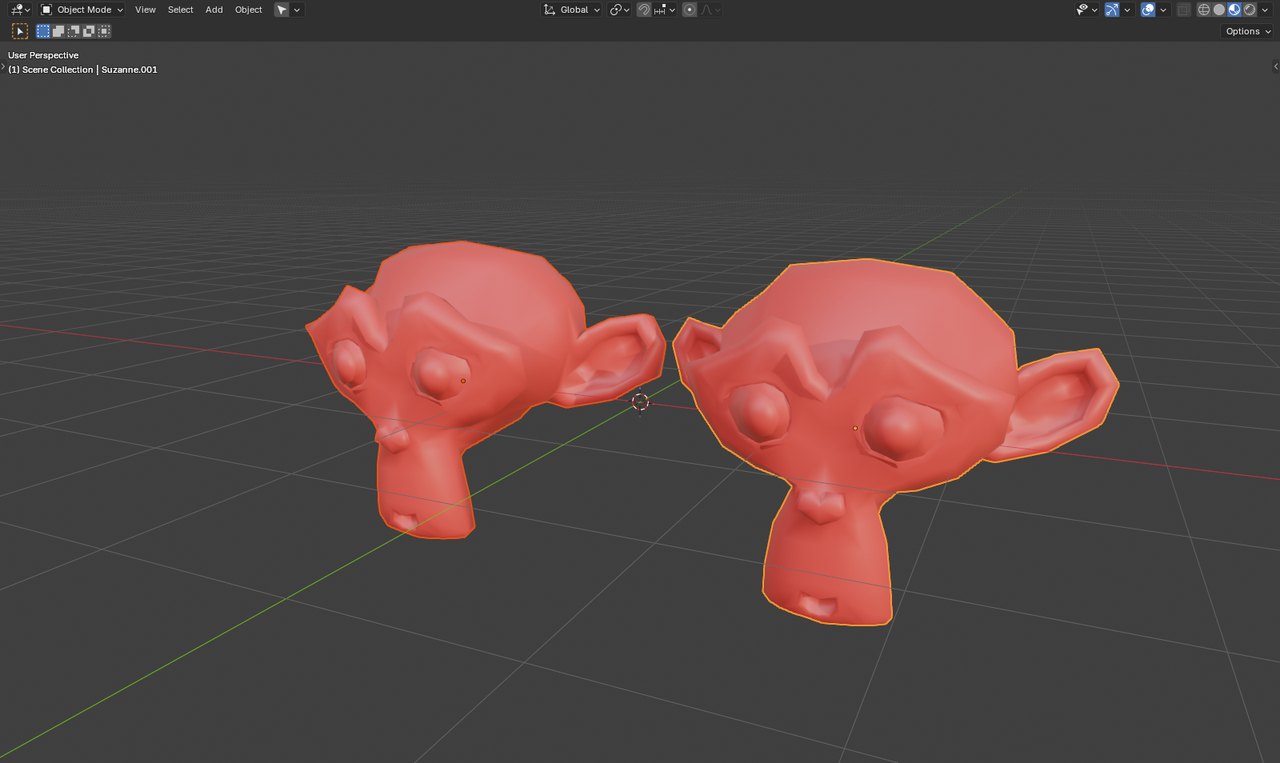 Object Mode View Select Add Object Global
Options
User Perspective
(1) Scene Collection | Suzanne.001